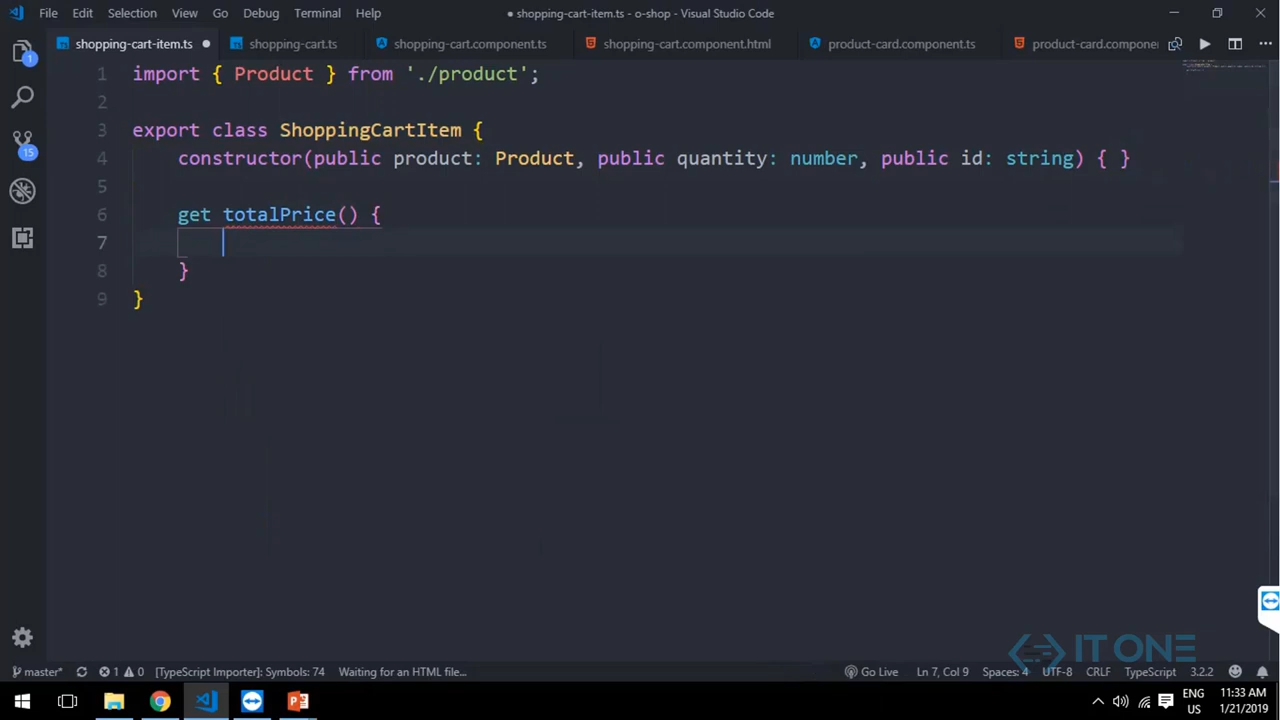 File Edit Selection View Go Debug Terminal Help ● shopping-cart-item.ts - o-shop - Visual Studio Code
shopping-cart-item.ts ● shopping-cart.ts shopping-cart.component.ts shopping-cart.component.html product-card.component.ts product-card.compone
1 import { Product } from './product';
2
3 export class ShoppingCartItem {
4 constructor(public product: Product, public quantity: number, public id: string) { }
5
6 get totalPrice() {
7
8 }
9 }
1
15
IT ONE
master* 1 0 [TypeScript Importer]: Symbols: 74 Waiting for an HTML file... Go Live Ln 7, Col 9 Spaces: 4 UTF-8 CRLF TypeScript 3.2.2
ENG 11:33 AM
US 1/21/2019